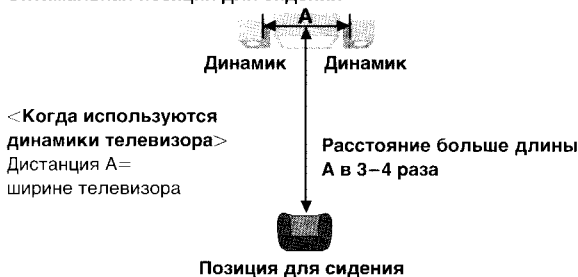 A
Динамик Динамик
<Когда используются
динамики телевизора>
Дистанция A=
ширине телевизора
Расстояние больше длины
А в 3–4 раза
Позиция для сидения